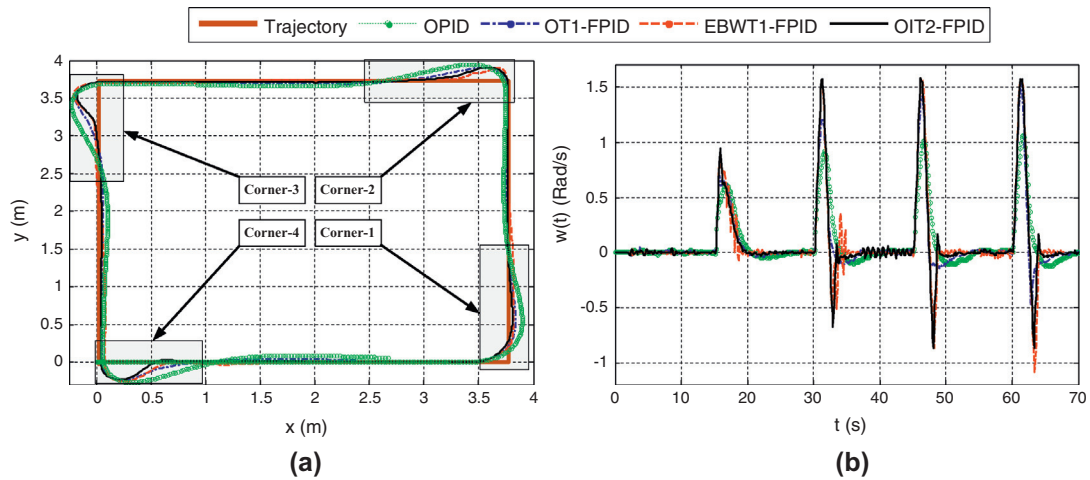 Trajectory OPID OT1-FPID EBWT1-FPID OIT2-FPID
4
3.5
3
2.5
2
1.5
1
0.5
0
y (m)
Corner-3 Corner-2
Corner-4 Corner-1
0 0.5 1 1.5 2 2.5 3 3.5 4
x (m)
(a)
1.5
1
0.5
0
-0.5
-1
w(t) (Rad/s)
0 10 20 30 40 50 60 70
t (s)
(b)